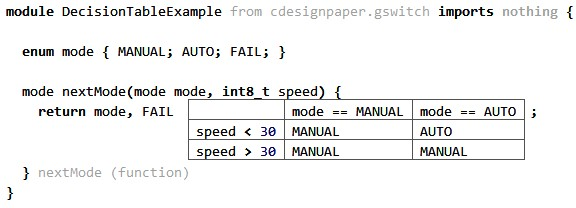 module DecisionTableExample from cdesignpaper.gswitch imports nothing {
enum mode { MANUAL; AUTO; FAIL; }
mode nextMode(mode mode, int8_t speed) {
return mode, FAIL mode == MANUAL mode == AUTO ;
speed < 30 MANUAL AUTO
speed > 30 MANUAL MANUAL
} nextMode (function)
}